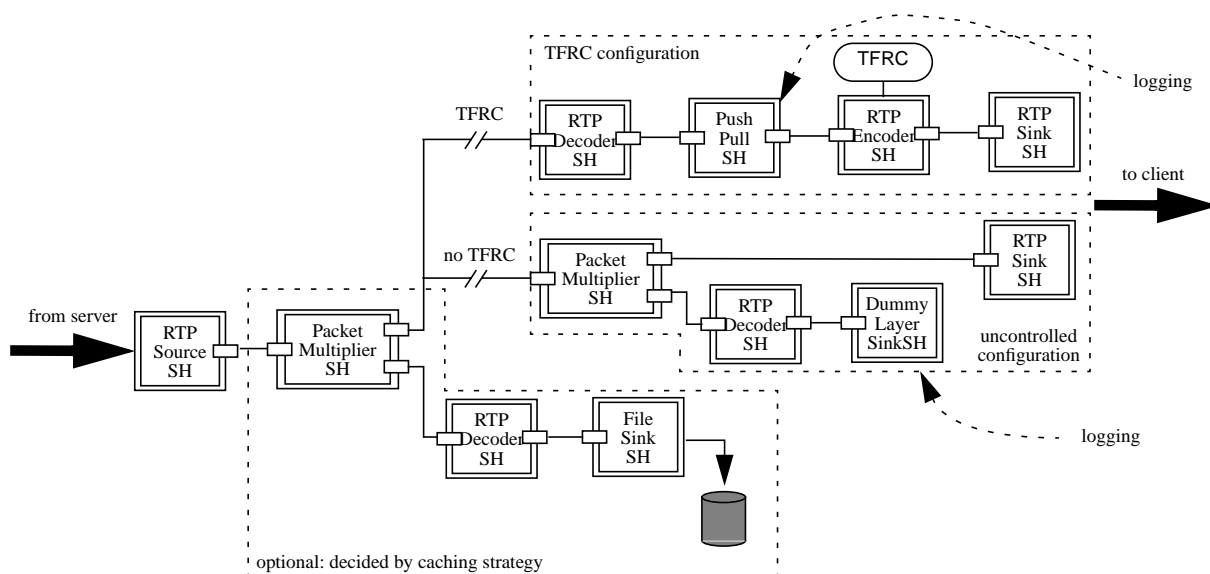 TFRC configuration
TFRC
logging
TFRC
RTP
Decoder
SH
Push
Pull
SH
RTP
Encoder
SH
RTP
Sink
SH
to client
no TFRC
Packet
Multiplier
SH
RTP
Sink
SH
RTP
Decoder
SH
Dummy
Layer
SinkSH
uncontrolled
configuration
from server
RTP
Source
SH
Packet
Multiplier
SH
RTP
Decoder
SH
File
Sink
SH
logging
optional: decided by caching strategy